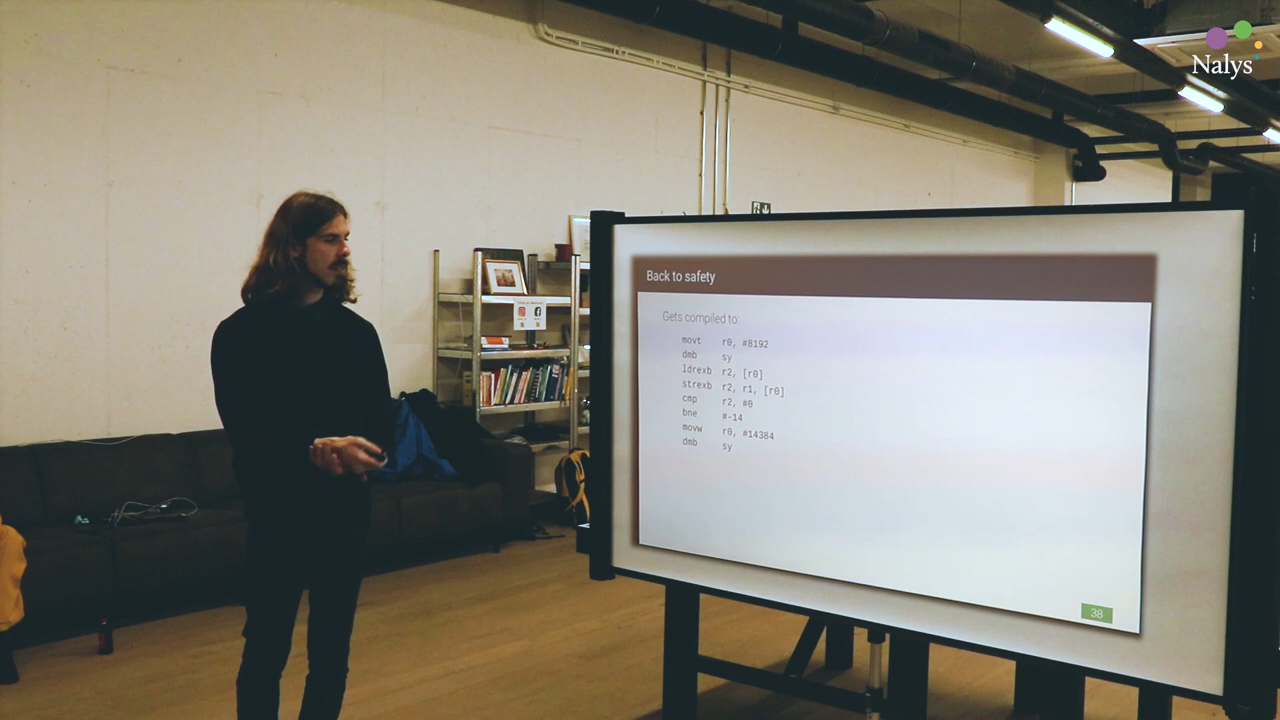 Nalys
Back to safety
Gets compiled to:
movt r0, #8192
dmb sy
ldrexb r2, [r0]
strexb r2, r1, [r0]
cmp r2, #0
bne #-14
movw r0, #14384
dmb sy
38